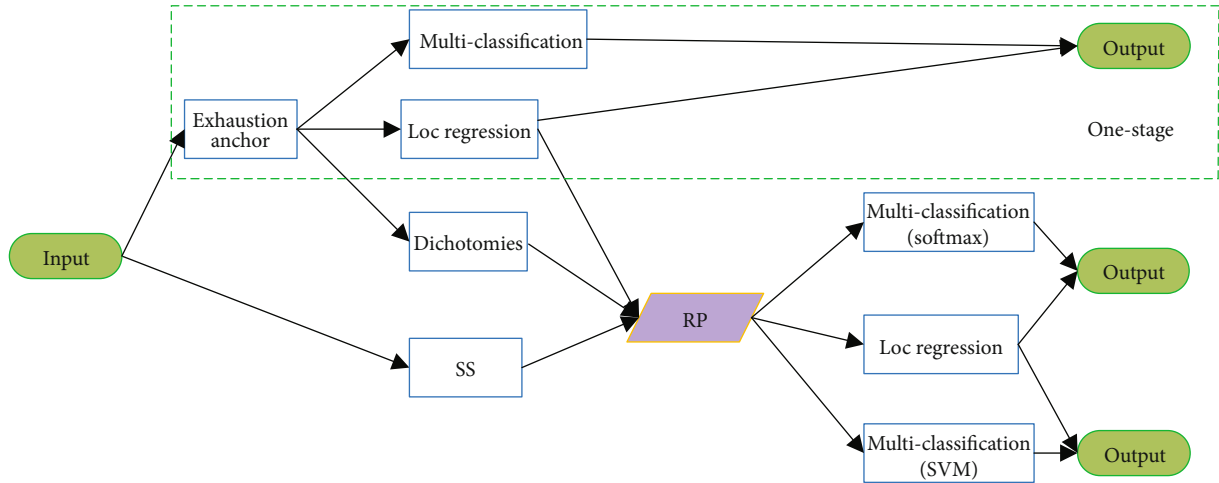 Multi-classification
Output
Exhaustion
anchor
Loc regression
One-stage
Input
Dichotomies
Multi-classification
(softmax)
Output
RP
SS
Loc regression
Multi-classification
(SVM)
Output